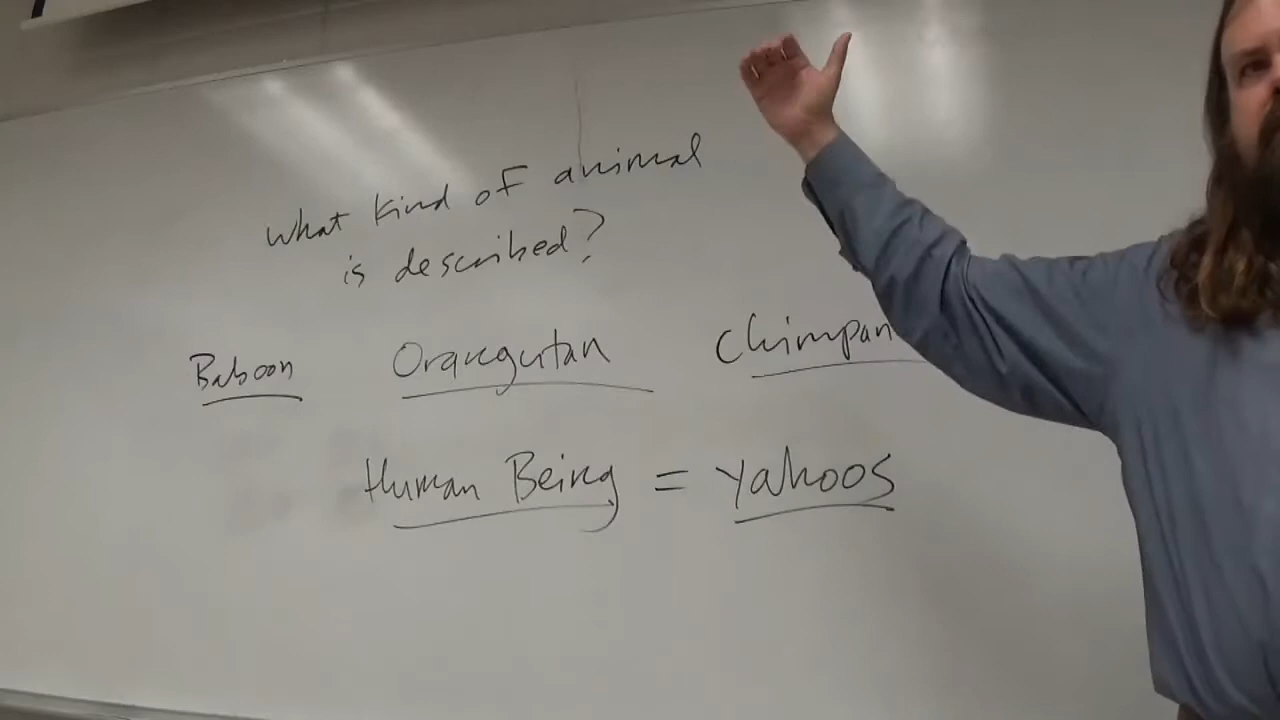 What kind of animal
is described?
Baboon Orangutan Chimpan
Human Being = Yahoos